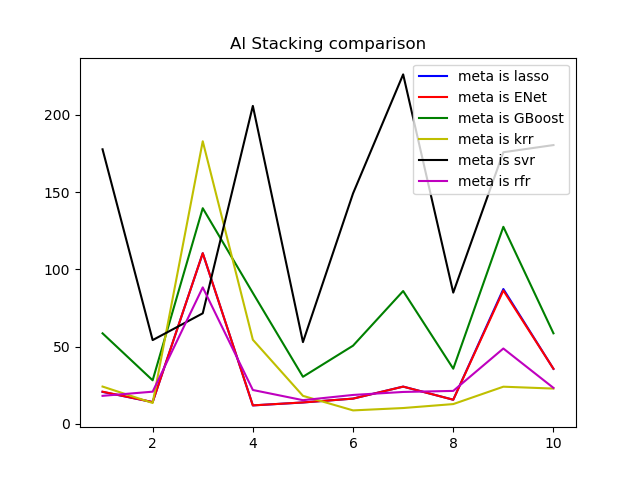 Al Stacking comparison
meta is lasso
meta is ENet
meta is GBoost
meta is krr
meta is svr
meta is rfr
200
150
100
50
0
2 4 6 8 10